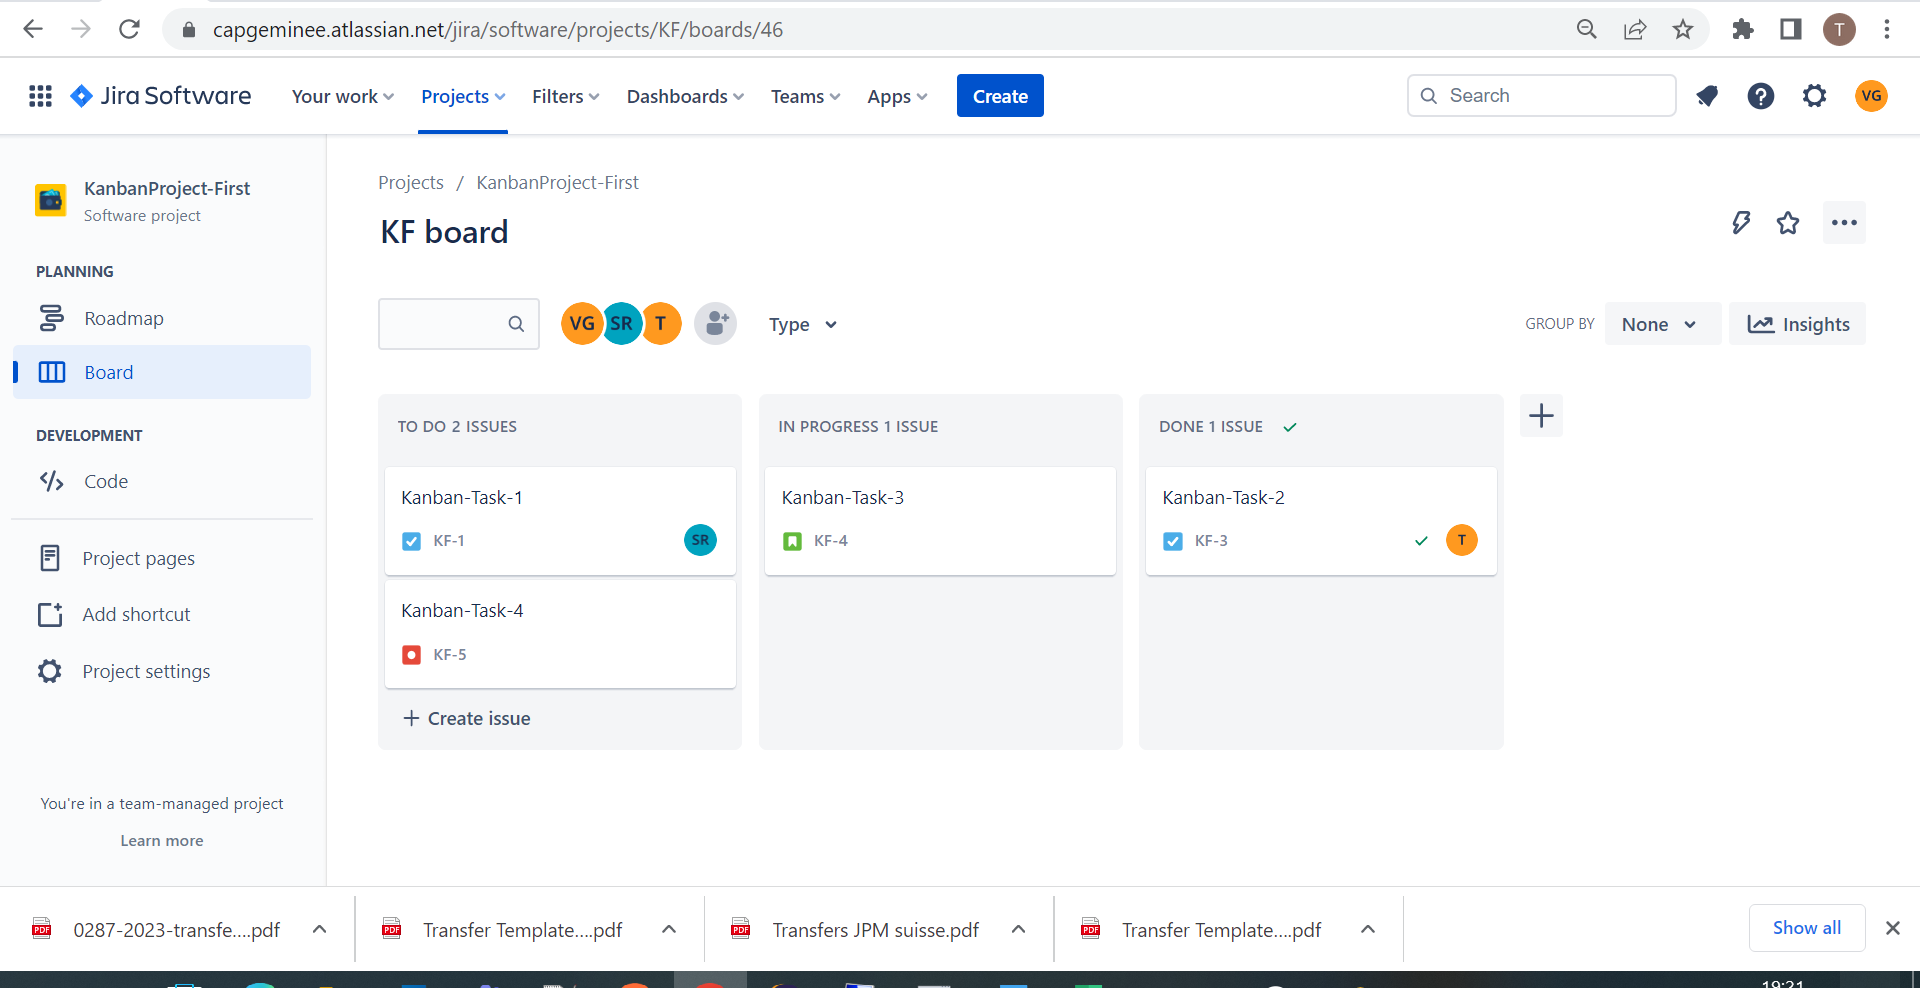 capgeminee.atlassian.net/jira/software/projects/KF/boards/46
T
Jira Software
Your work
Projects
Filters
Dashboards
Teams
Apps
Create
Search
VG
KanbanProject-First
Software project
PLANNING
Roadmap
Board
DEVELOPMENT
Code
Project pages
Add shortcut
Project settings
You're in a team-managed project
Learn more
Projects / KanbanProject-First
KF board
VG SR T
Type
GROUP BY None
Insights
TO DO 2 ISSUES
Kanban-Task-1
KF-1
SR
Kanban-Task-4
KF-5
+ Create issue
IN PROGRESS 1 ISSUE
Kanban-Task-3
KF-4
DONE 1 ISSUE
Kanban-Task-2
KF-3
T
PDF 0287-2023-transfe....pdf
PDF Transfer Template....pdf
PDF Transfers JPM suisse.pdf
PDF Transfer Template....pdf
Show all